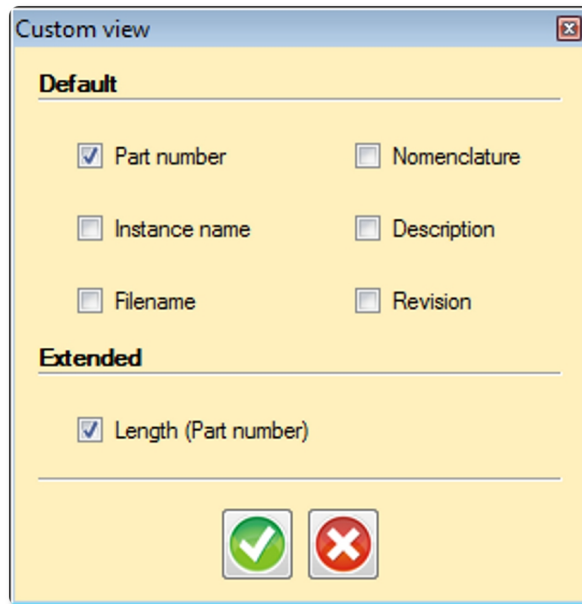 Custom view
Default
Part number
Nomenclature
Instance name
Description
Filename
Revision
Extended
Length (Part number)